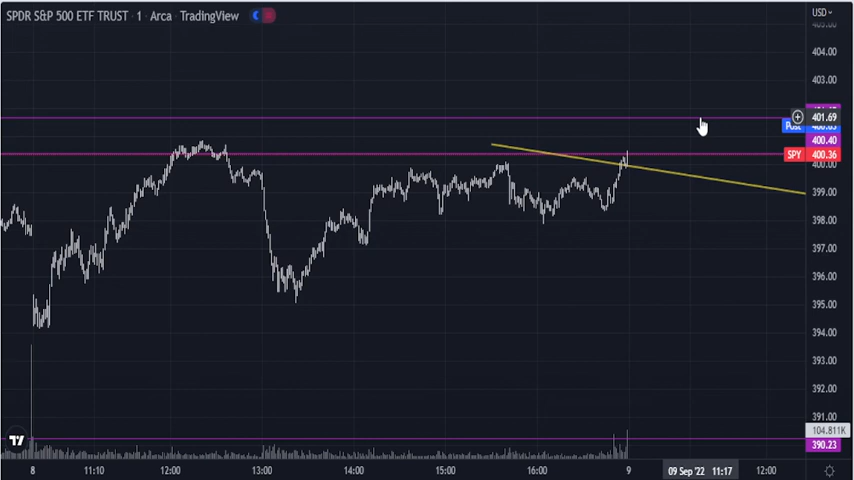 SPDR S&P 500 ETF TRUST · 1 · Arca · TradingView
USD
404.00
403.00
401.69
Post
400.40
SPY 400.36
400.00
399.00
398.00
397.00
396.00
395.00
394.00
393.00
392.00
391.00
104.811K
390.23
8 11:10 12:00 13:00 14:00 15:00 16:00 9 09 Sep '22 11:17 12:00